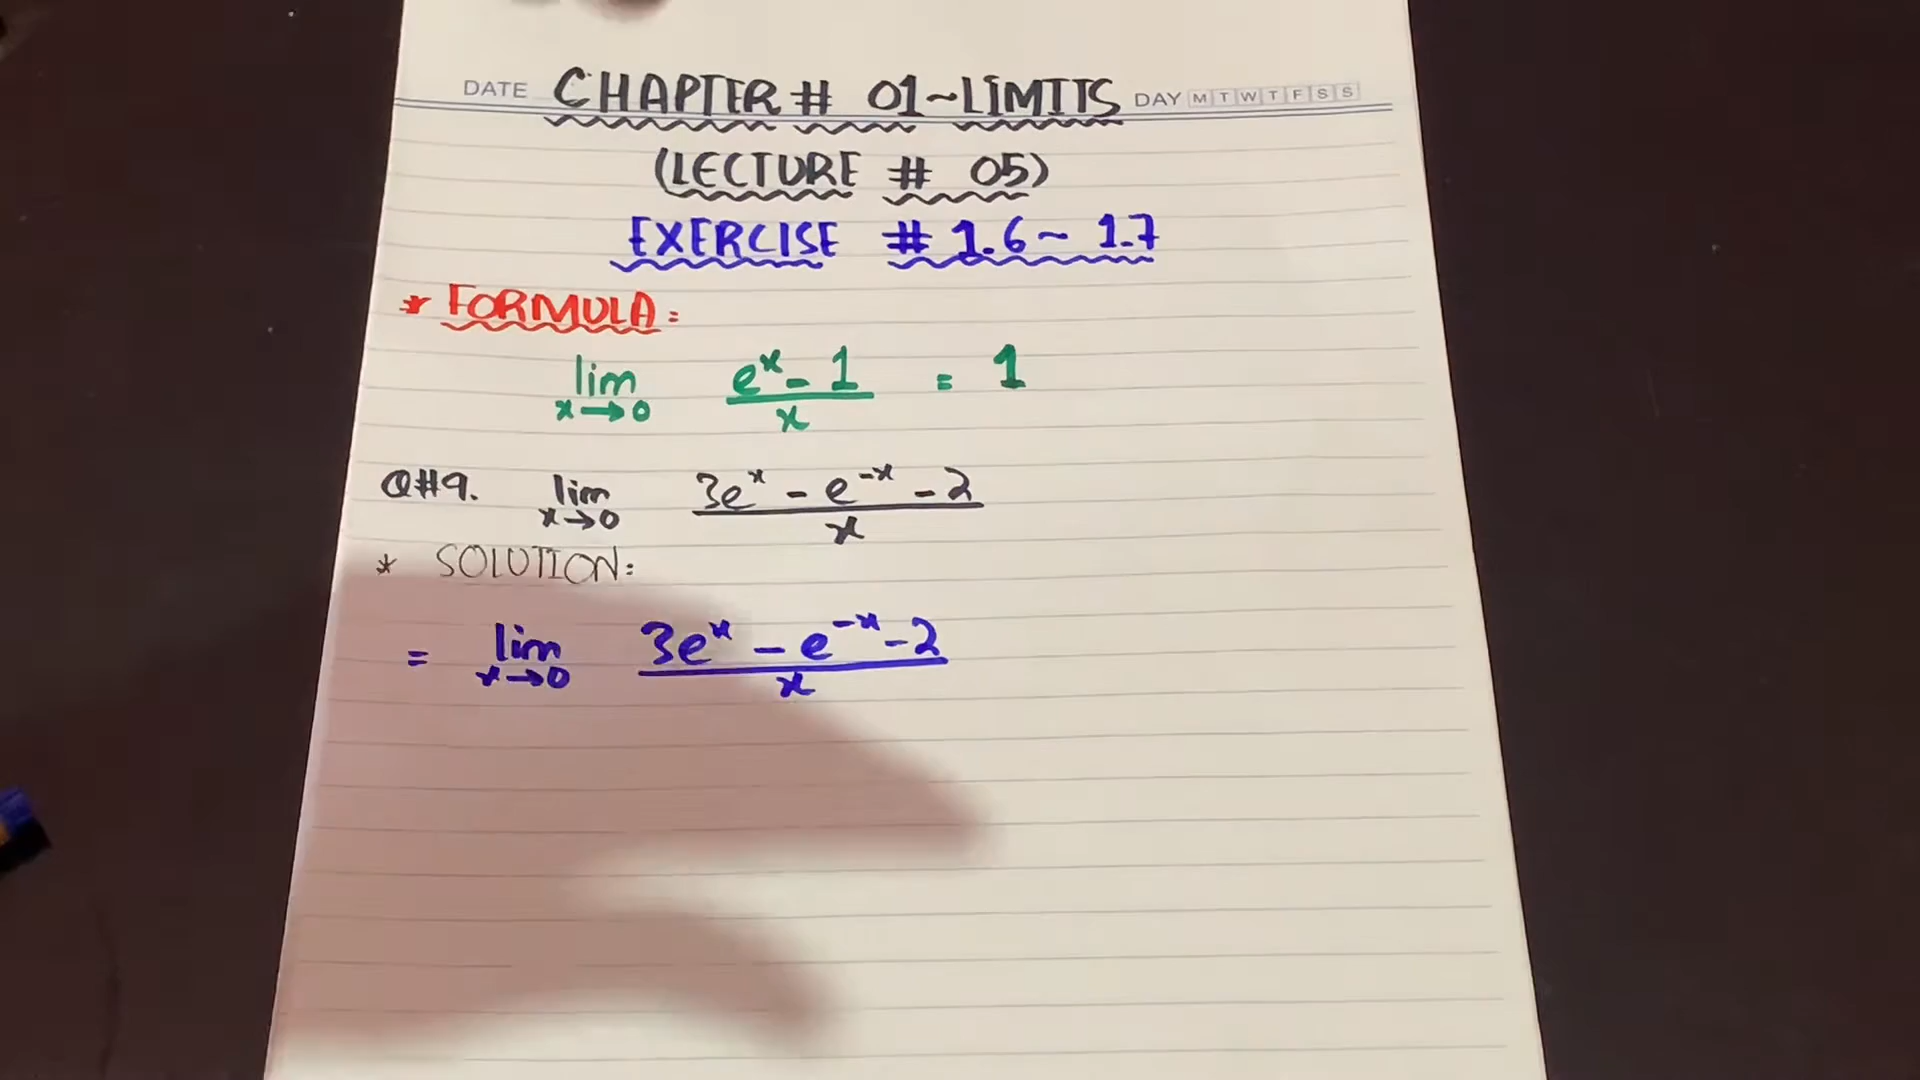 DATE CHAPTER # 01~LIMITS DAY M T W T F S S
(LECTURE # 05)
EXERCISE # 1.6~ 1.7
* FORMULA:
lim x→0 (e^x - 1)/x = 1
Q#9. lim x→0 (3e^x - e^-x - 2)/x
* SOLUTION:
= lim x→0 (3e^x - e^-x - 2)/x